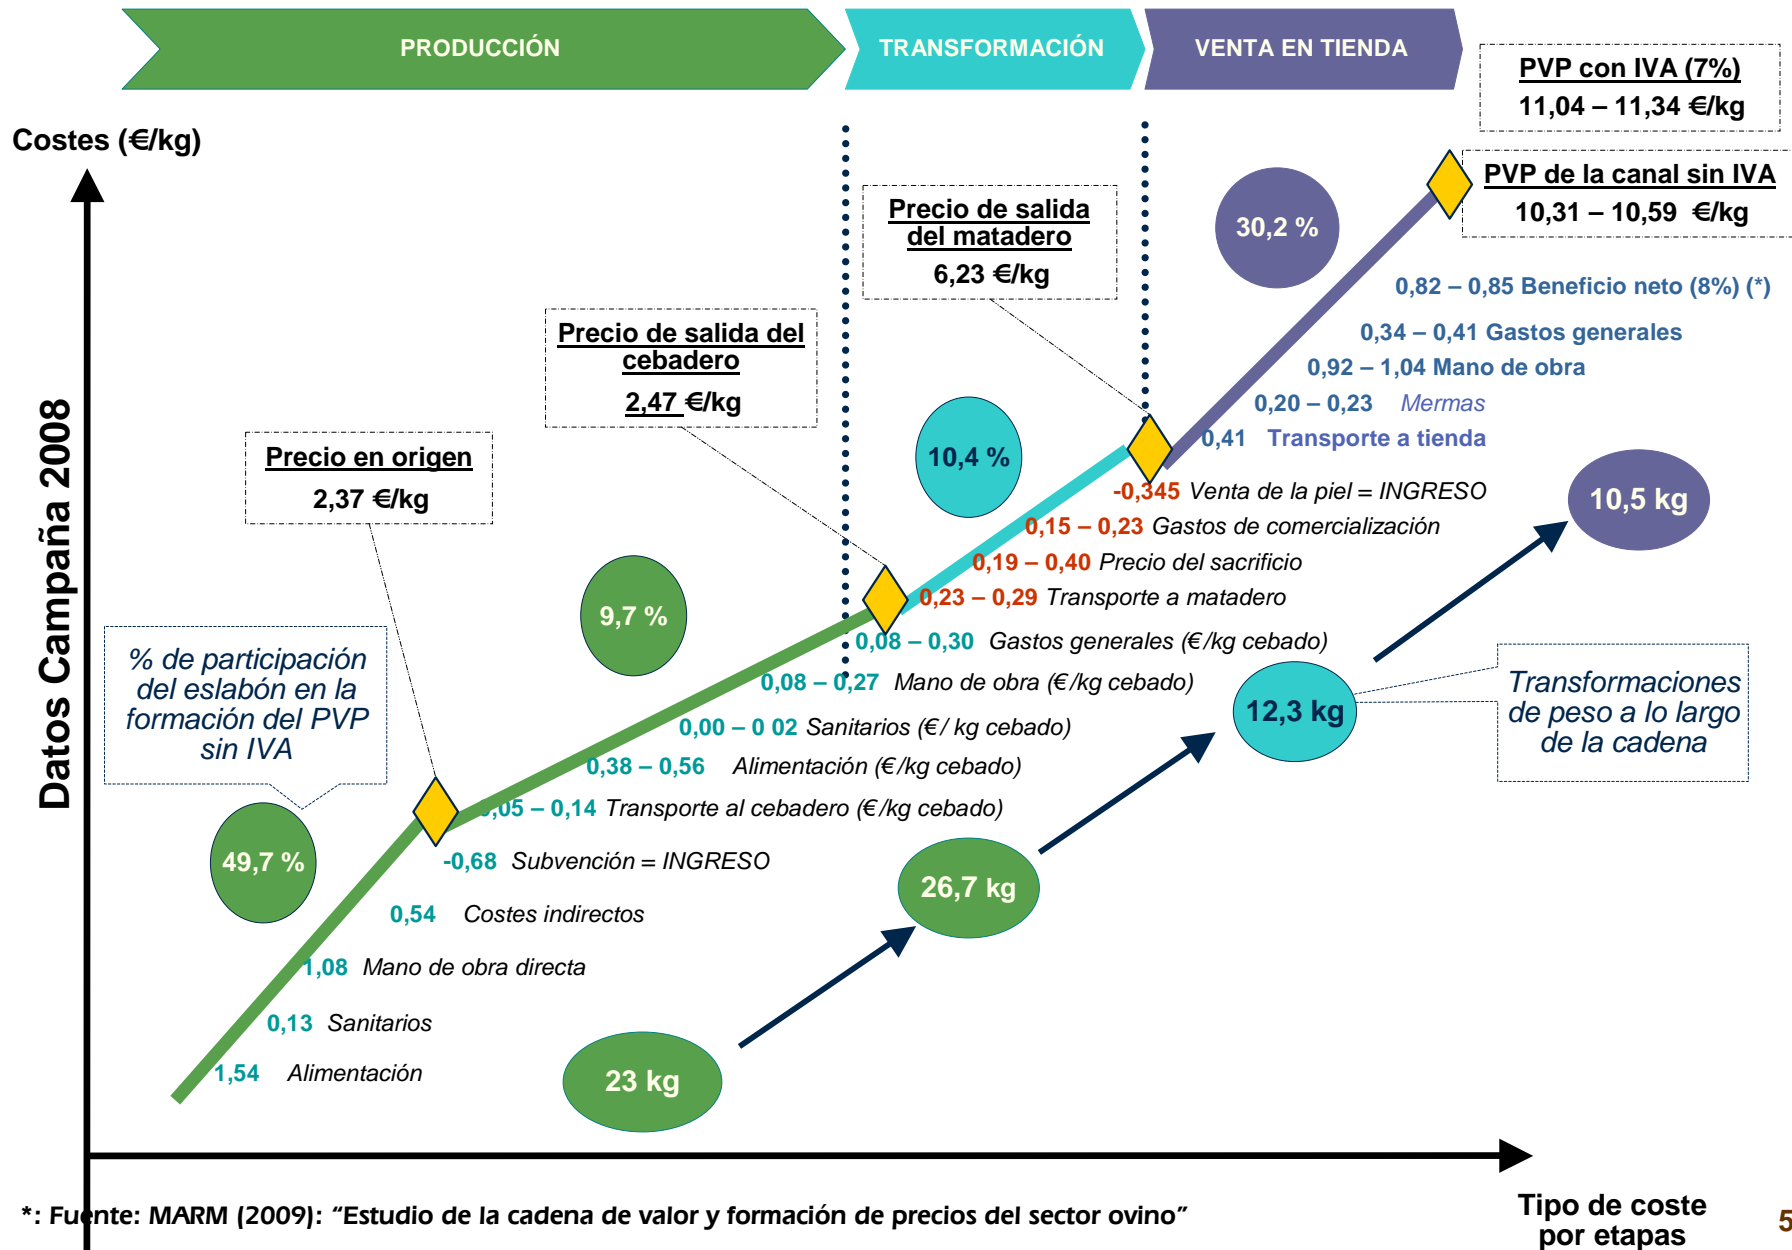 PRODUCCIÓN
TRANSFORMACIÓN
VENTA EN TIENDA
PVP con IVA (7%)
11,04 – 11,34 €/kg
Costes (€/kg)
PVP de la canal sin IVA
10,31 – 10,59 €/kg
Precio de salida
del matadero
6,23 €/kg
30,2 %
0,82 – 0,85 Beneficio neto (8%) (*)
0,34 – 0,41 Gastos generales
0,92 – 1,04 Mano de obra
0,20 – 0,23 Mermas
0,41 Transporte a tienda
Precio de salida del
cebadero
2,47 €/kg
10,4 %
-0,345 Venta de la piel = INGRESO
0,15 – 0,23 Gastos de comercialización
0,19 – 0,40 Precio del sacrificio
0,23 – 0,29 Transporte a matadero
10,5 kg
Precio en origen
2,37 €/kg
9,7 %
0,08 – 0,30 Gastos generales (€/kg cebado)
0,08 – 0,27 Mano de obra (€/kg cebado)
0,00 – 0 02 Sanitarios (€/ kg cebado)
0,38 – 0,56 Alimentación (€/kg cebado)
0,05 – 0,14 Transporte al cebadero (€/kg cebado)
12,3 kg
Transformaciones
de peso a lo largo
de la cadena
Datos Campaña 2008
% de participación
del eslabón en la
formación del PVP
sin IVA
49,7 %
-0,68 Subvención = INGRESO
0,54 Costes indirectos
1,08 Mano de obra directa
0,13 Sanitarios
1,54 Alimentación
26,7 kg
23 kg
*: Fuente: MARM (2009): “Estudio de la cadena de valor y formación de precios del sector ovino”
Tipo de coste
por etapas
5